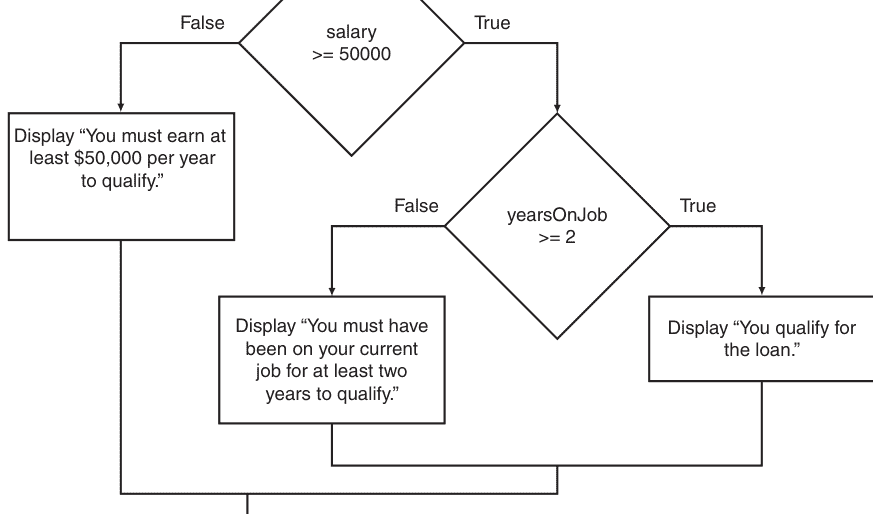 False
salary
>= 50000
True
Display “You must earn at
least $50,000 per year
to qualify.”
False
yearsOnJob
>= 2
True
Display “You must have
been on your current
job for at least two
years to qualify.”
Display “You qualify for
the loan.”